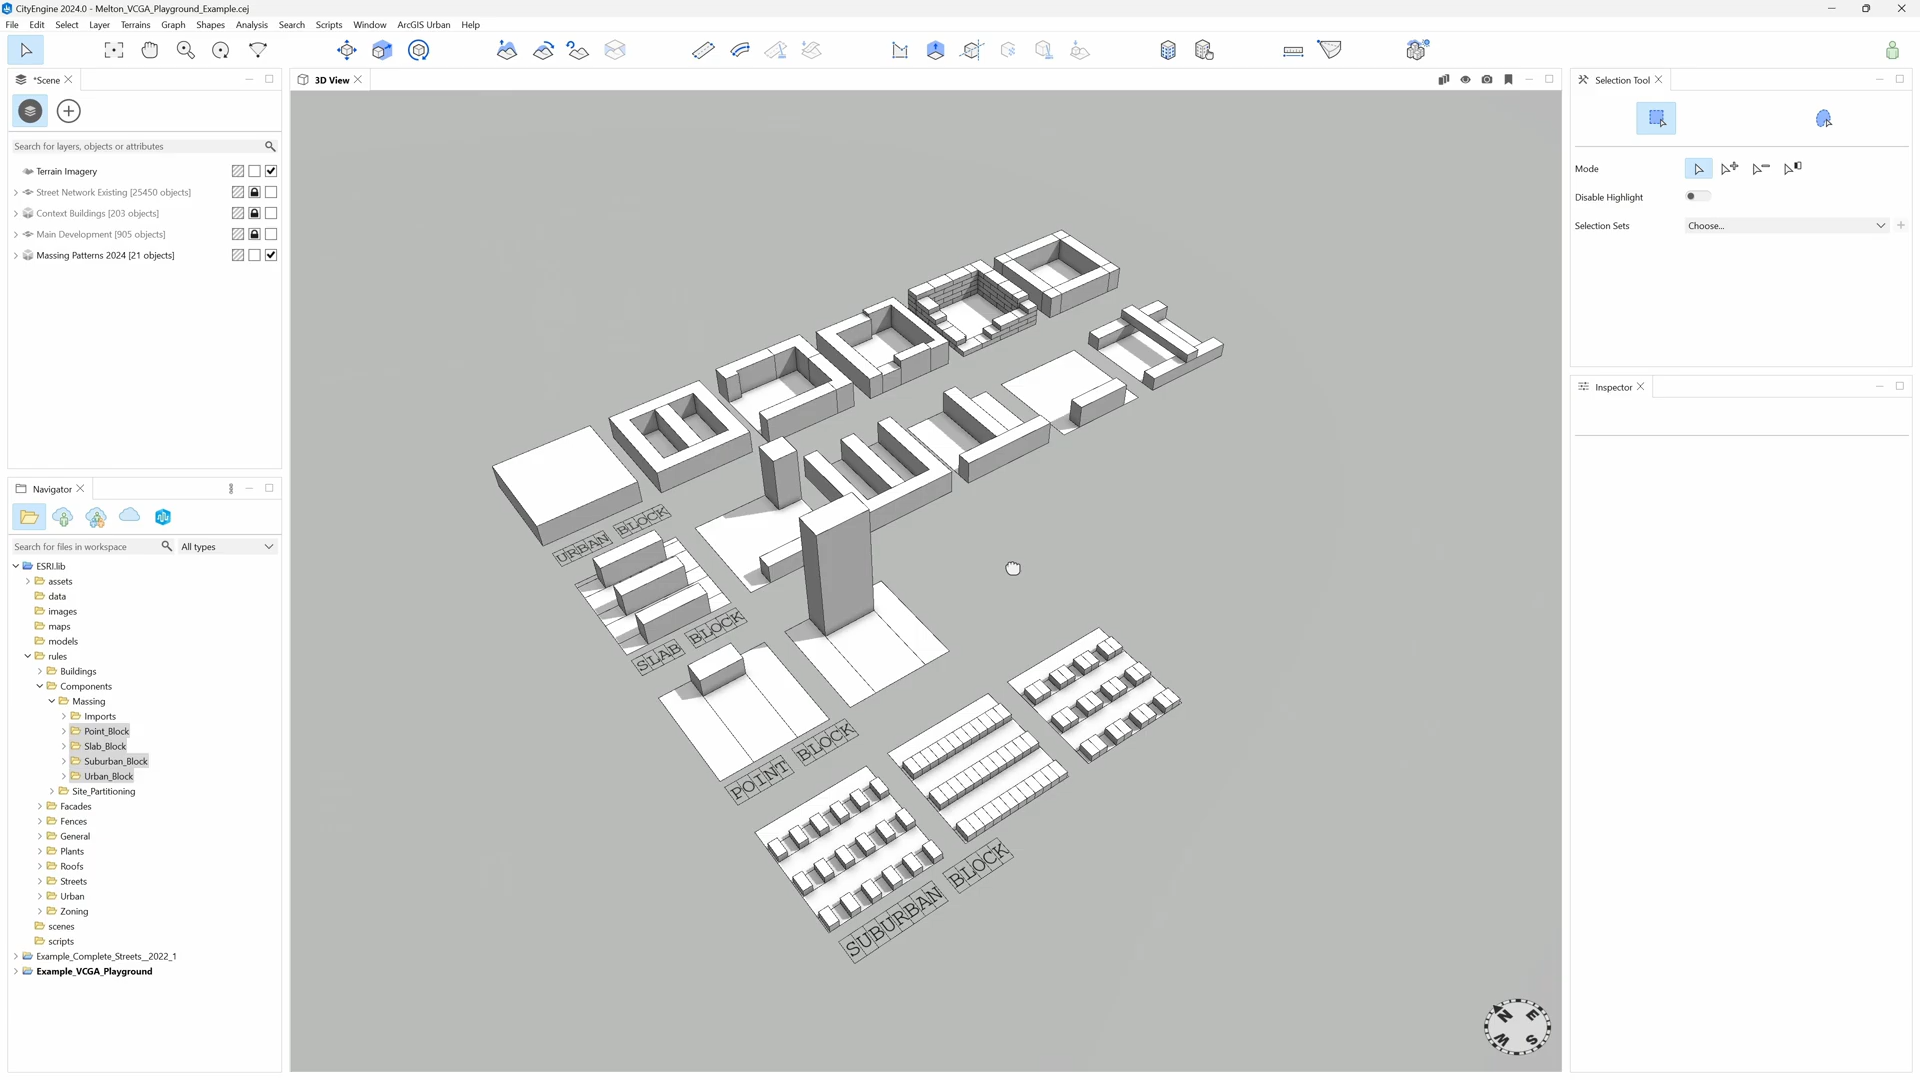 CityEngine 2024.0 - Melton_VCGA_Playground_Example.cej
File Edit Select Layer Terrains Graph Shapes Analysis Search Scripts Window ArcGIS Urban Help
*Scene
3D View
Selection Tool
Search for layers, objects or attributes
Terrain Imagery
Street Network Existing [25450 objects]
Context Buildings [203 objects]
Main Development [905 objects]
Massing Patterns 2024 [21 objects]
Mode
Disable Highlight
Selection Sets
Choose...
Inspector
Navigator
Search for files in workspace
All types
ESRI.lib
assets
data
images
maps
models
rules
Buildings
Components
Massing
Imports
Point_Block
Slab_Block
Suburban_Block
Urban_Block
Site_Partitioning
Facades
Fences
General
Plants
Roofs
Streets
Urban
Zoning
scenes
scripts
Example_Complete_Streets__2022_1
Example_VCGA_Playground
URBAN BLOCK
SLAB BLOCK
POINT BLOCK
SUBURBAN BLOCK
N E
W S